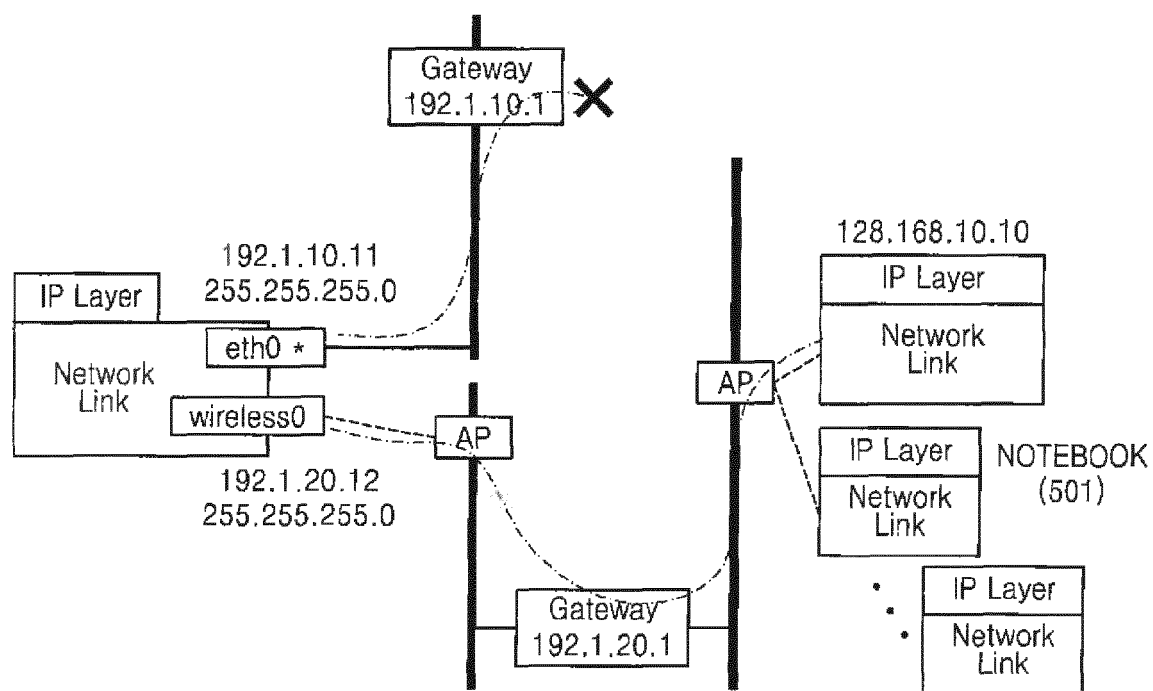 Gateway
192.1.10.1
192.1.10.11
255.255.255.0
IP Layer
eth0 *
Network
Link
wireless0
192.1.20.12
255.255.255.0
AP
Gateway
192.1.20.1
AP
128.168.10.10
IP Layer
Network
Link
IP Layer
Network
Link
NOTEBOOK
(501)
IP Layer
Network
Link